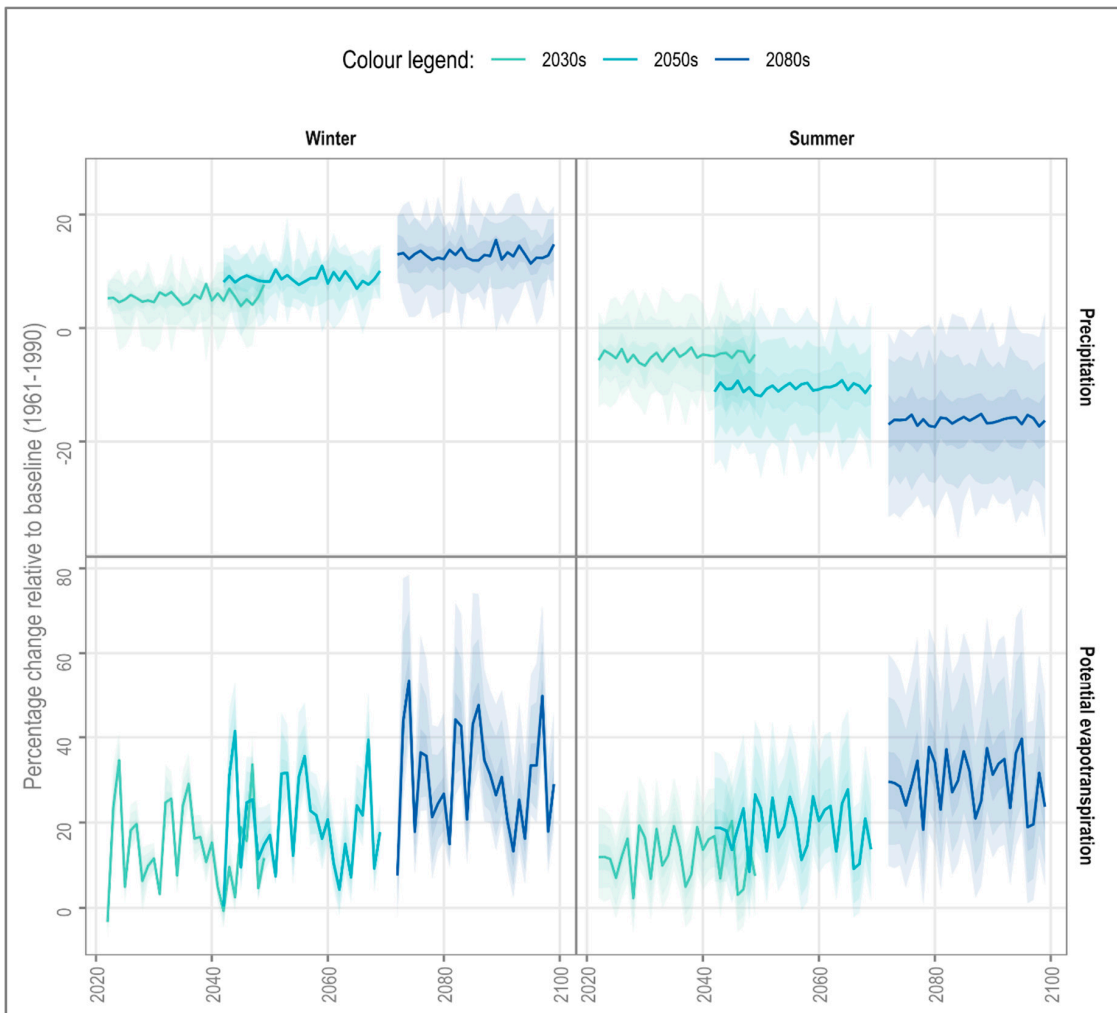 Colour legend: 2030s 2050s 2080s
Winter Summer
Percentage change relative to baseline (1961-1990)
20
0
-20
Precipitation
80
60
40
20
0
Potential evapotranspiration
2020 2040 2060 2080 2100 2020 2040 2060 2080 2100